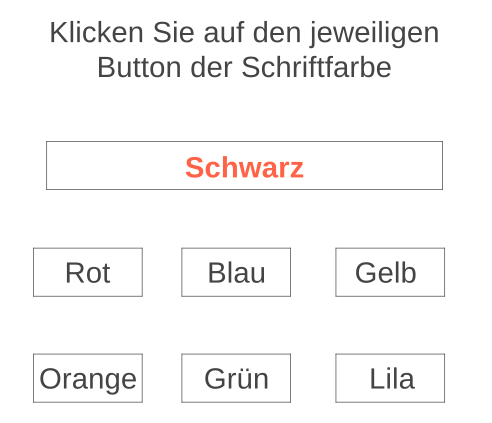 Klicken Sie auf den jeweiligen
Button der Schriftfarbe
Schwarz
Rot
Blau
Gelb
Orange
Grün
Lila